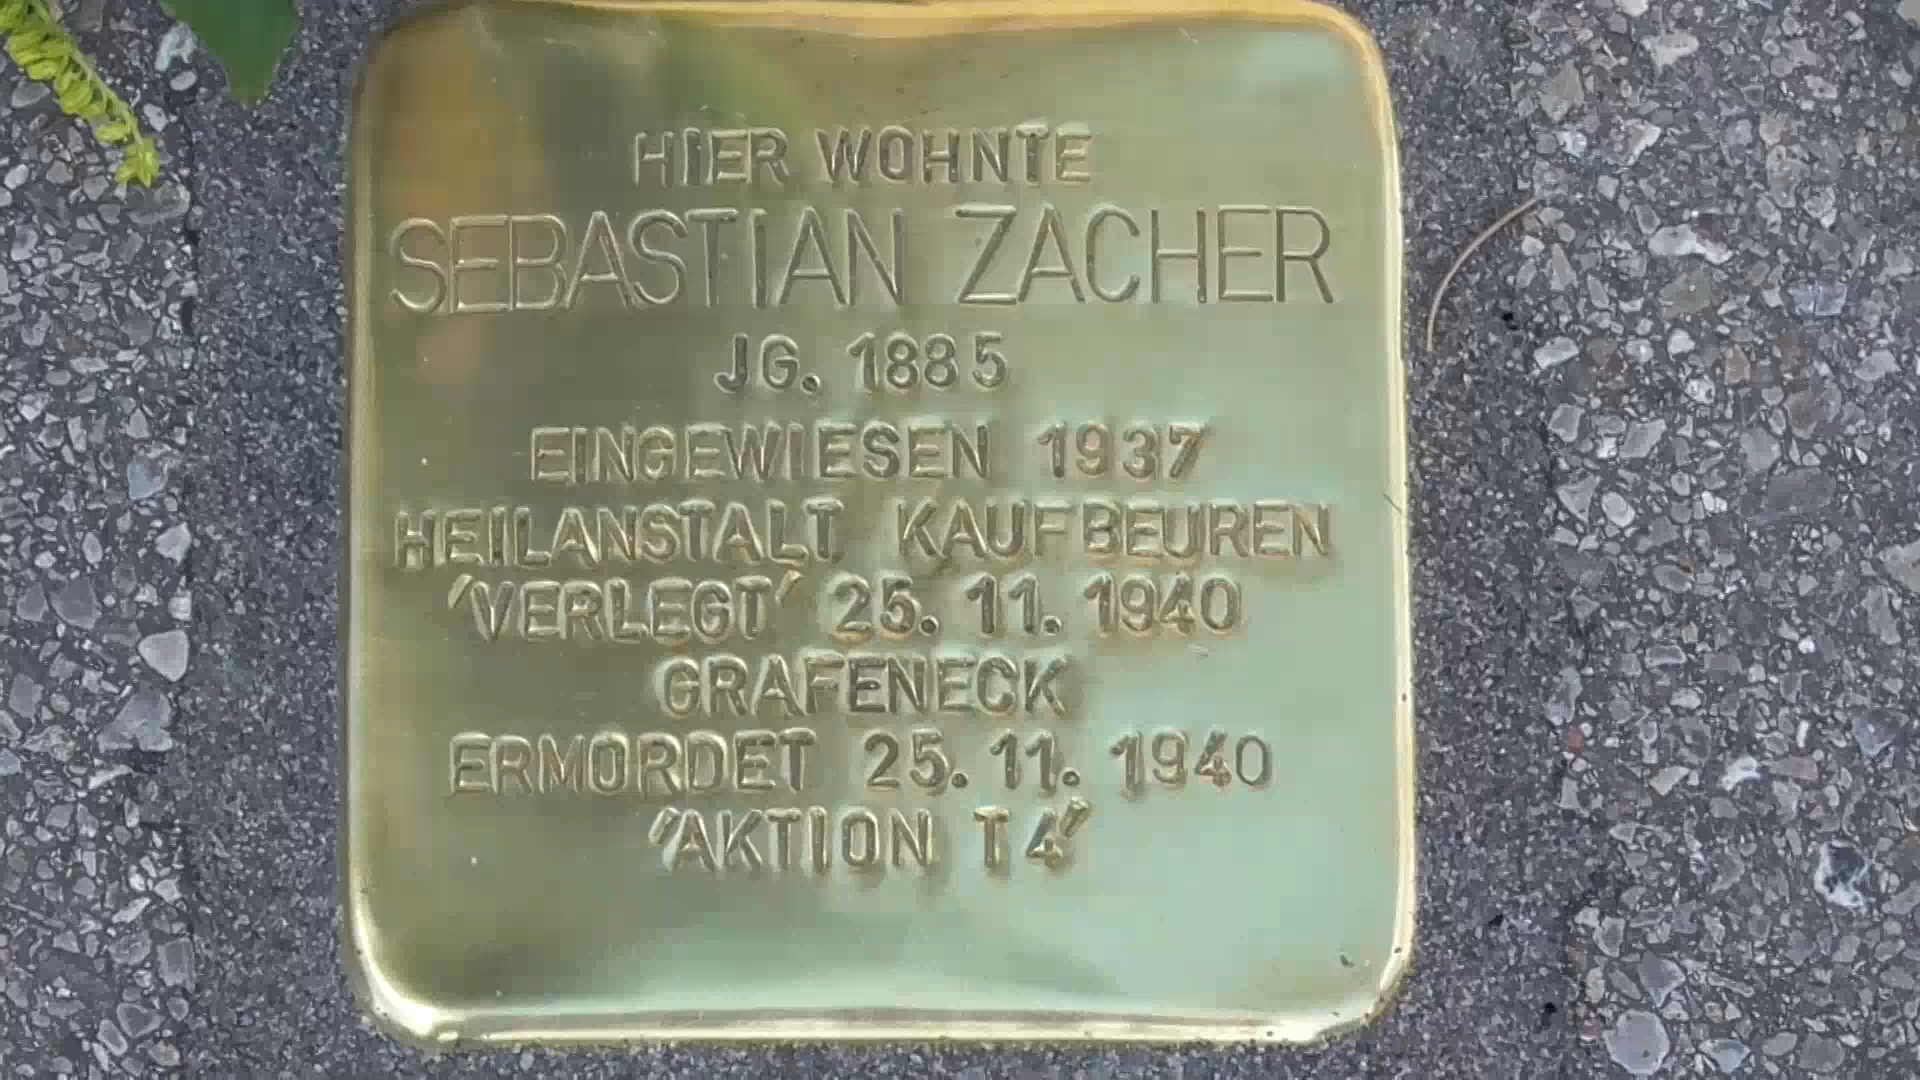 HIER WOHNTE
SEBASTIAN ZACHER
JG. 1885
EINGEWIESEN 1937
HEILANSTALT KAUFBEUREN
'VERLEGT' 25. 11. 1940
GRAFENECK
ERMORDET 25. 11. 1940
'AKTION T4'